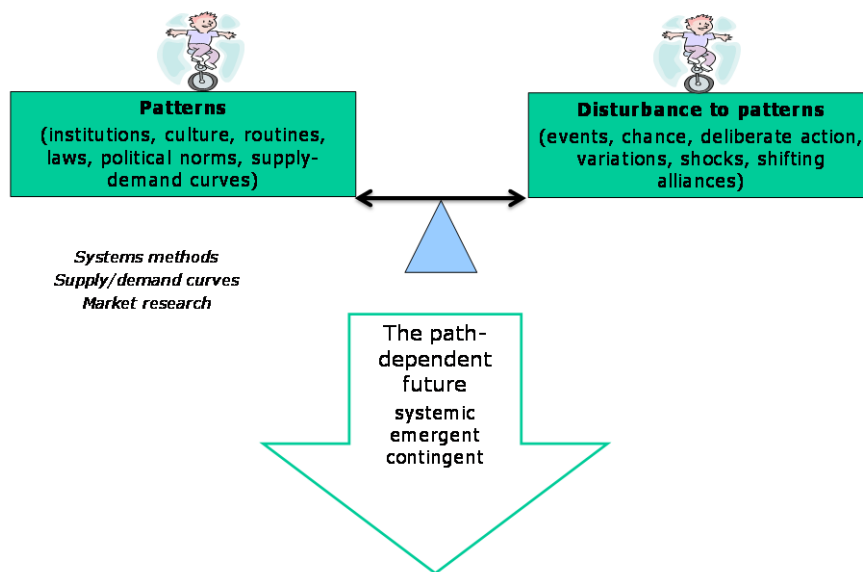 Patterns
(institutions, culture, routines,
laws, political norms, supply-
demand curves)
Disturbance to patterns
(events, chance, deliberate action,
variations, shocks, shifting
alliances)
Systems methods
Supply/demand curves
Market research
The path-
dependent
future
systemic
emergent
contingent